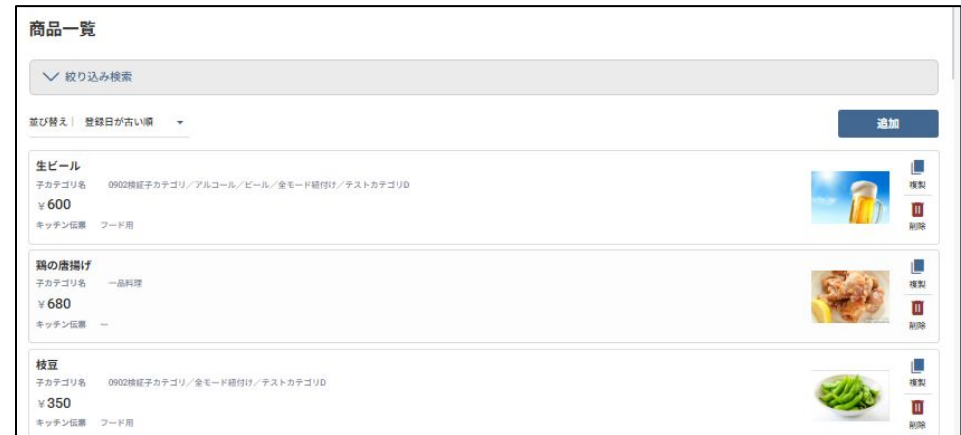 商品一覧
絞り込み検索
並び替え | 登録日が古い順
追加
生ビール
子カテゴリ名 0902検証子カテゴリ/アルコール/ビール/全モード紐付け/テストカテゴリD
¥600
キッチン伝票 フード用
複製
削除
鶏の唐揚げ
子カテゴリ名 一品料理
¥680
キッチン伝票 ―
複製
削除
枝豆
子カテゴリ名 0902検証子カテゴリ/全モード紐付け/テストカテゴリD
¥350
キッチン伝票 フード用
複製
削除